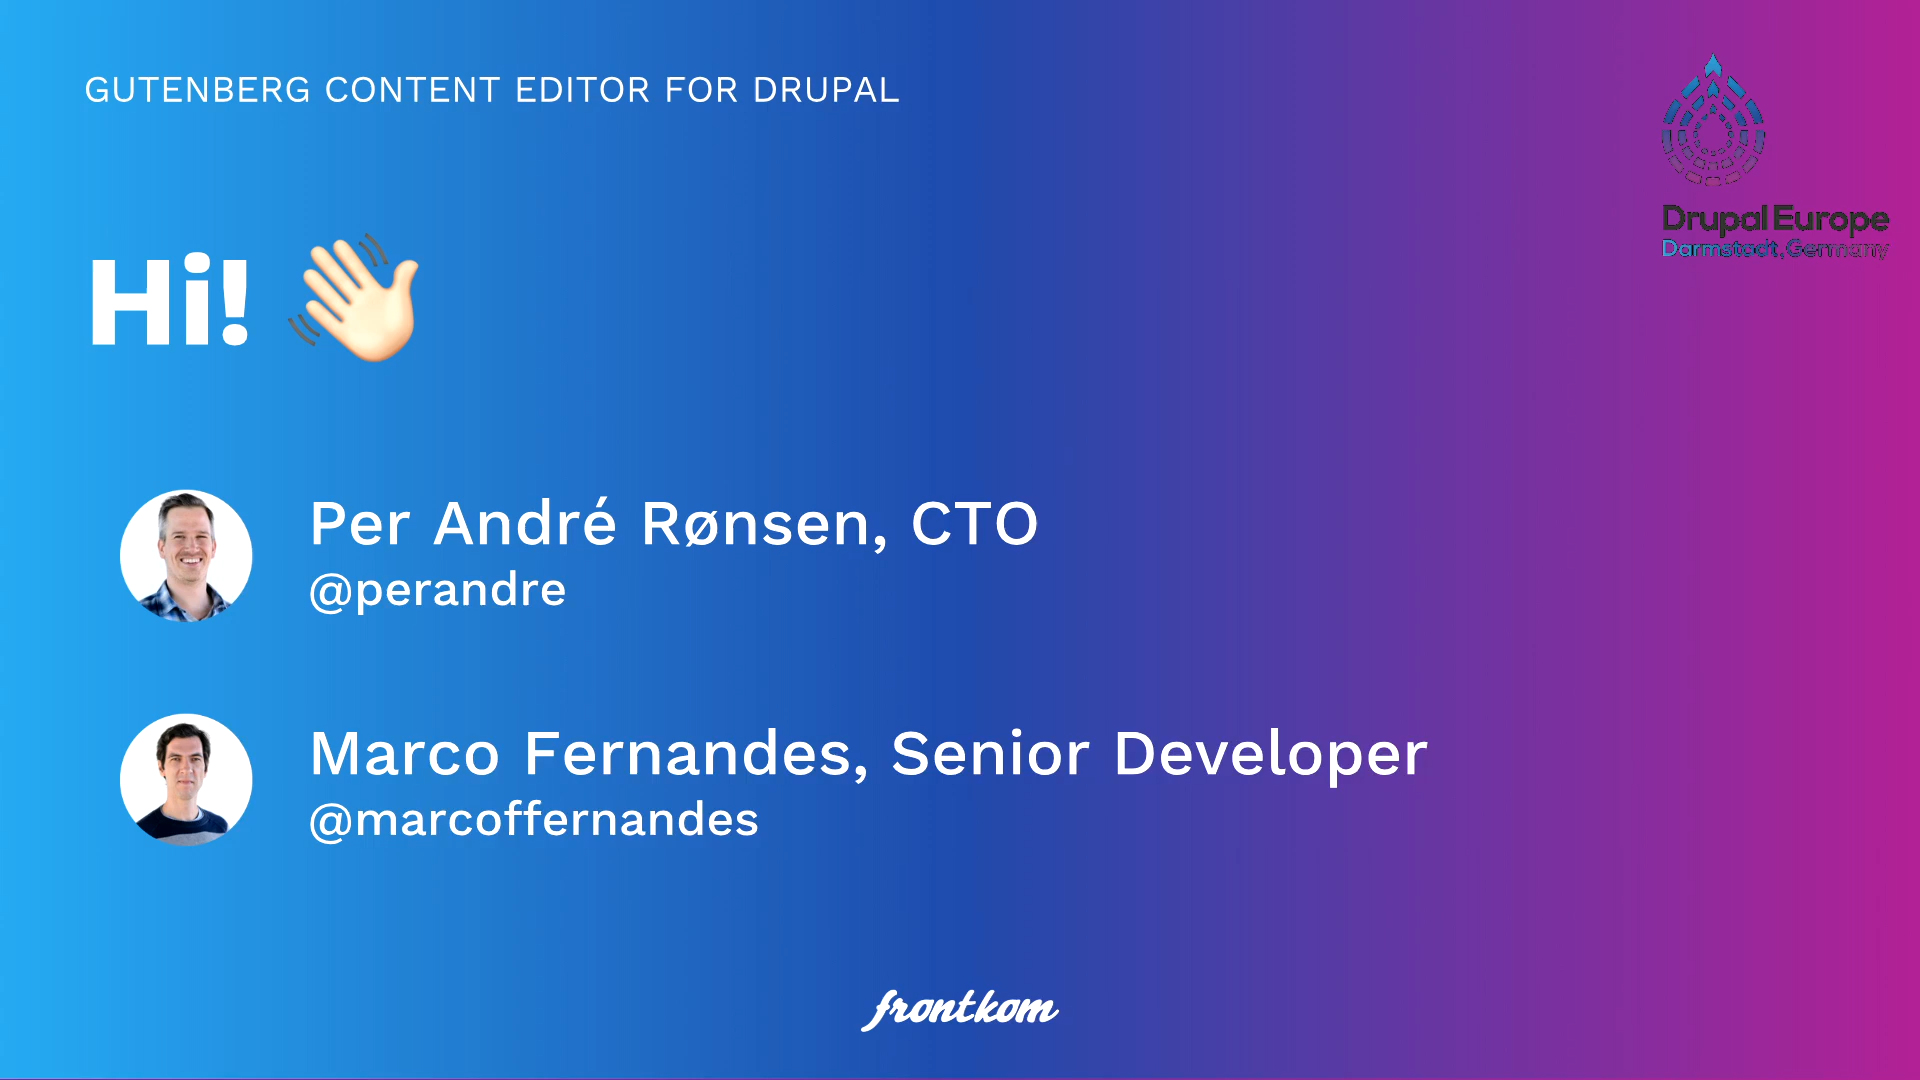 GUTENBERG CONTENT EDITOR FOR DRUPAL
Drupal Europe
Darmstadt, Germany
Hi!
Per André Rønsen, CTO
@perandre
Marco Fernandes, Senior Developer
@marcoffernandes
frontkom